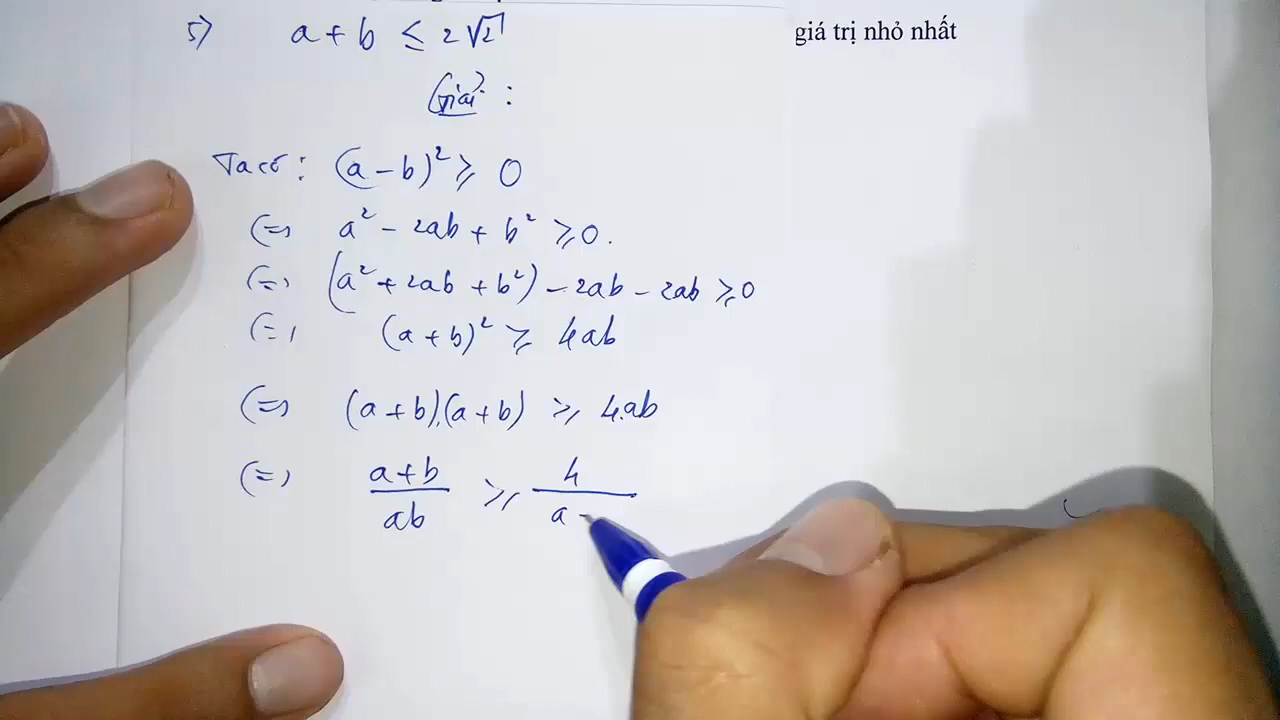 5) a + b ≤ 2√2
giá trị nhỏ nhất
Giải :
Ta có : (a - b)² ≥ 0
(=) a² - 2ab + b² ≥ 0.
(=) (a² + 2ab + b²) - 2ab - 2ab ≥ 0
(=) (a + b)² ≥ 4ab
(=) (a + b).(a + b) ≥ 4.ab
(=) a+b/ab ≥ 4/a -